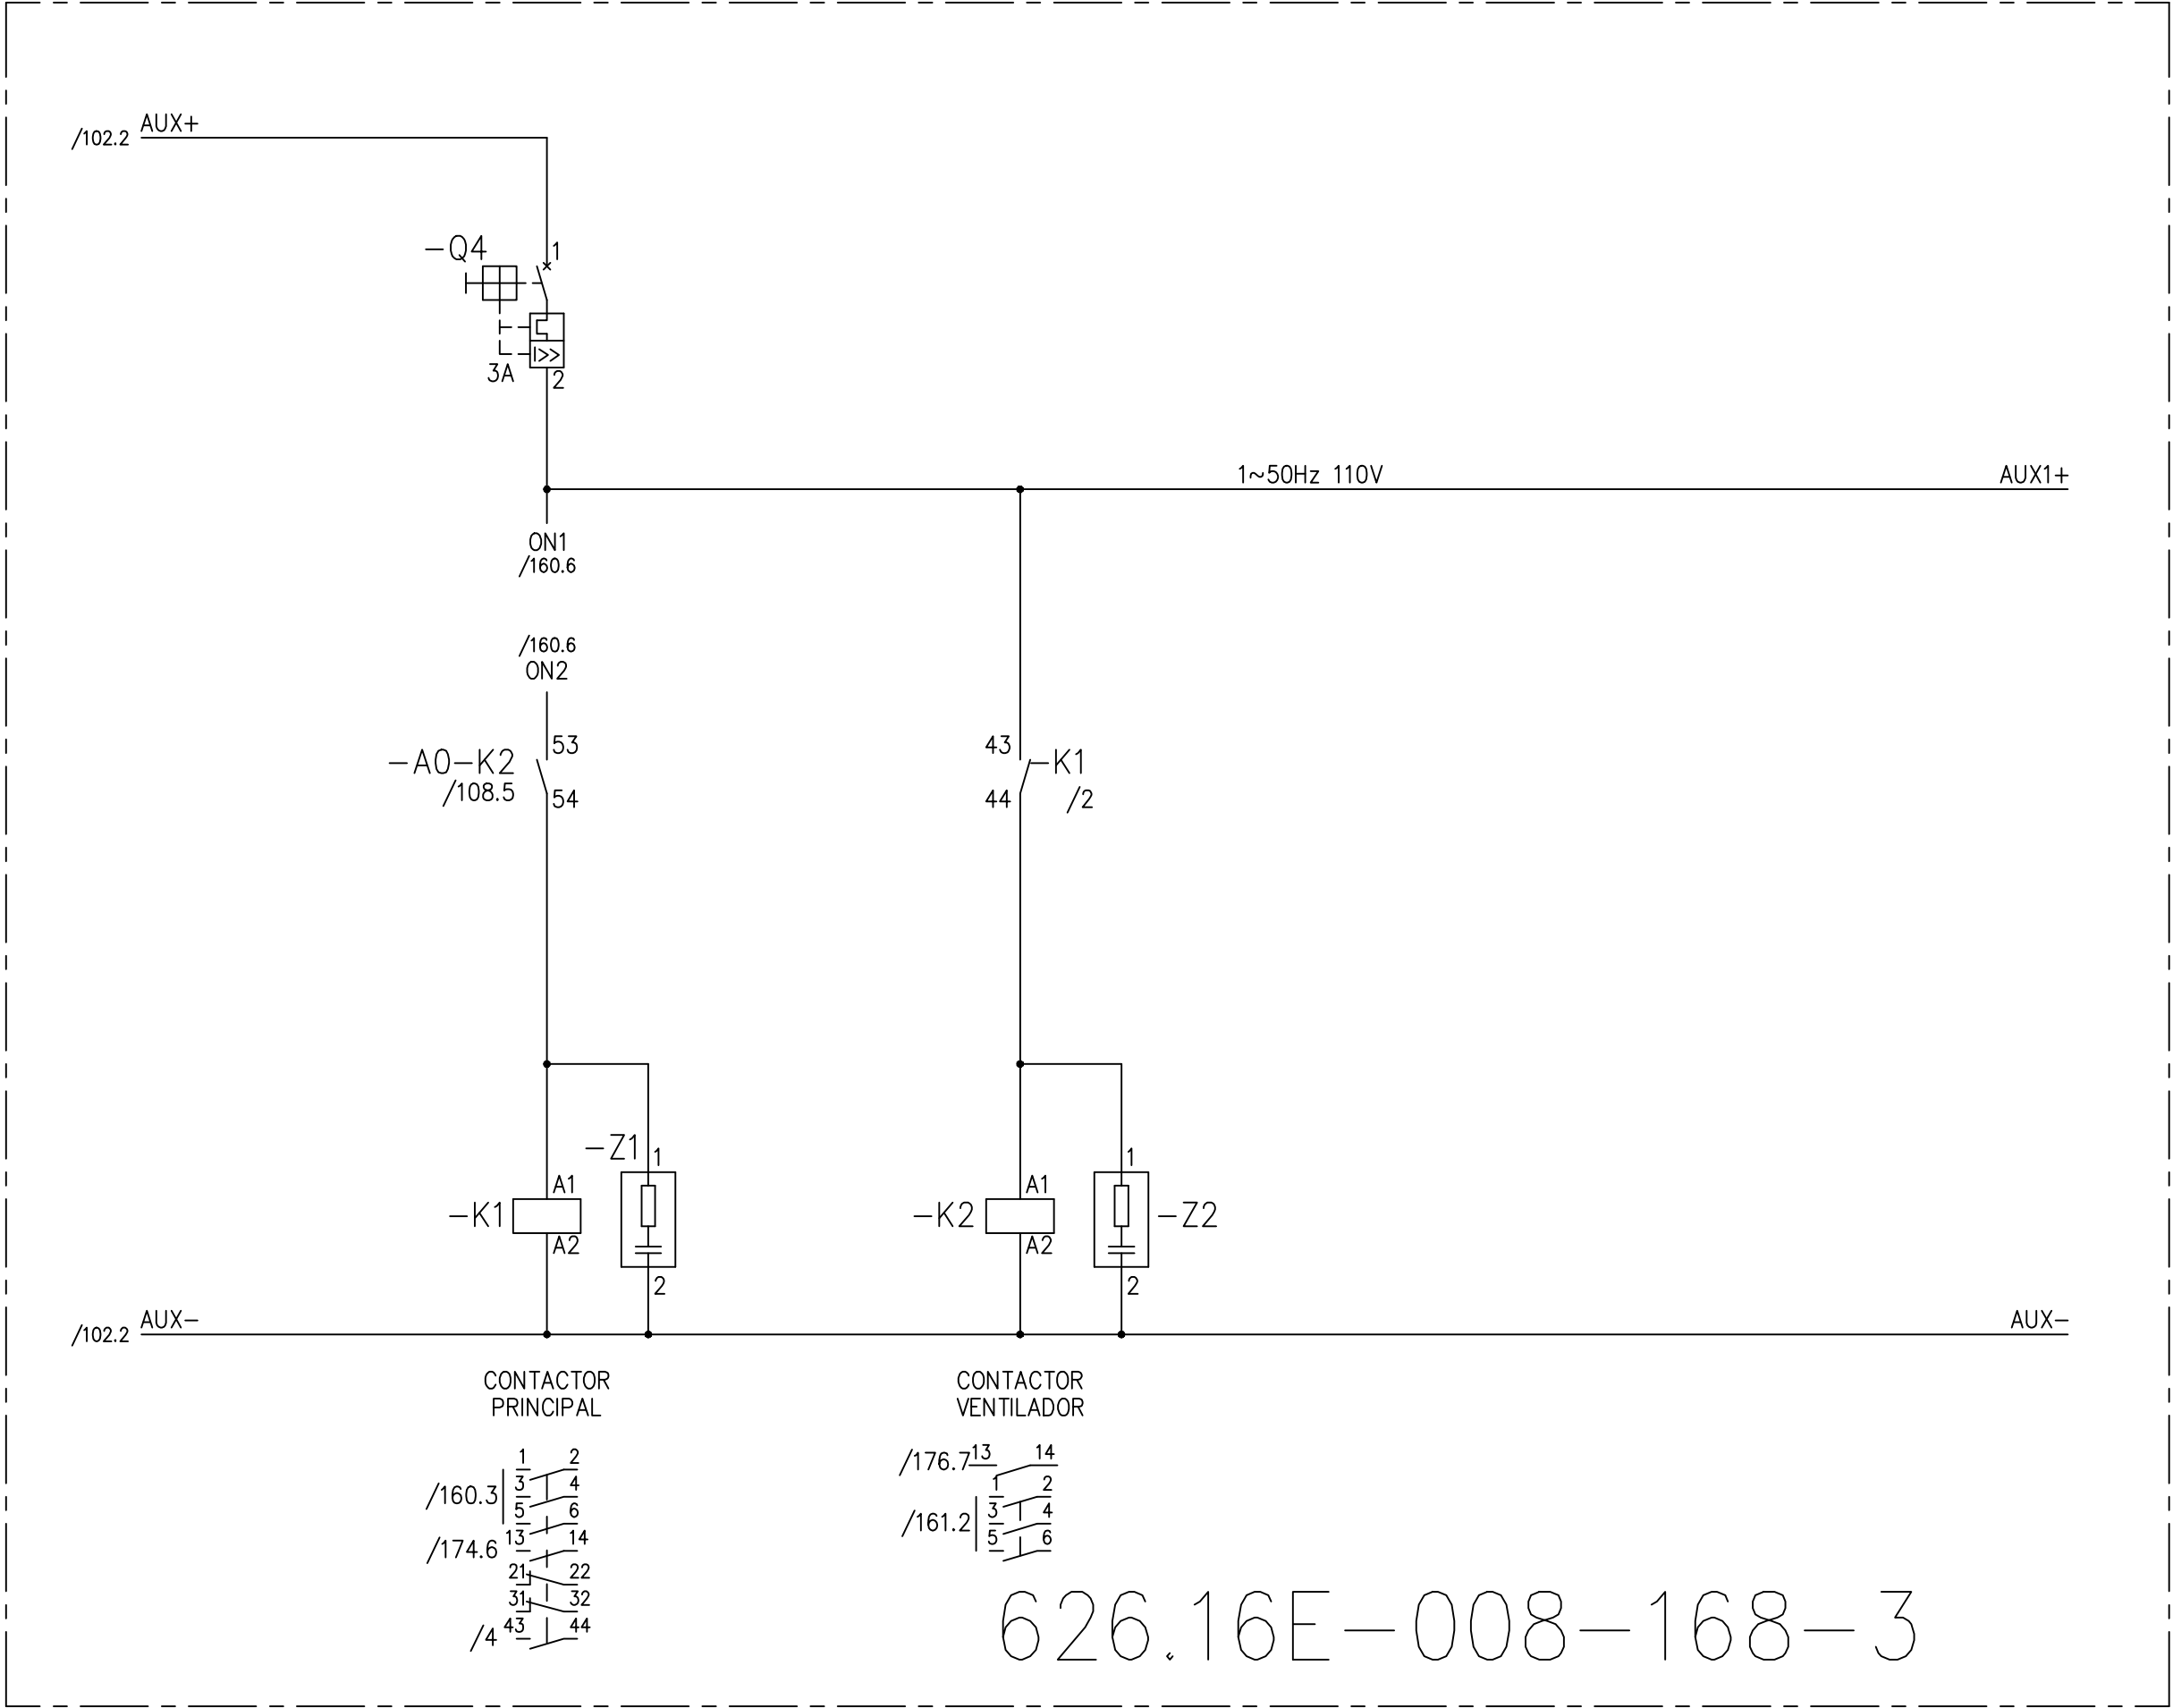 AUX+
/102.2
-Q4
1
3A
2
1~50Hz 110V
AUX1+
ON1
/160.6
/160.6
ON2
53
-A0-K2
/108.5
54
43
-K1
44
/2
-Z1
1
A1
-K1
A2
2
1
A1
-K2
-Z2
A2
2
AUX-
/102.2
AUX-
CONTACTOR
PRINCIPAL
CONTACTOR
VENTILADOR
1 2
3 4
/160.3
5 6
13 14
/174.6
21 22
31 32
43 44
/4
/176.7 13 14
1 2
3 4
/161.2
5 6
626.16E-008-168-3